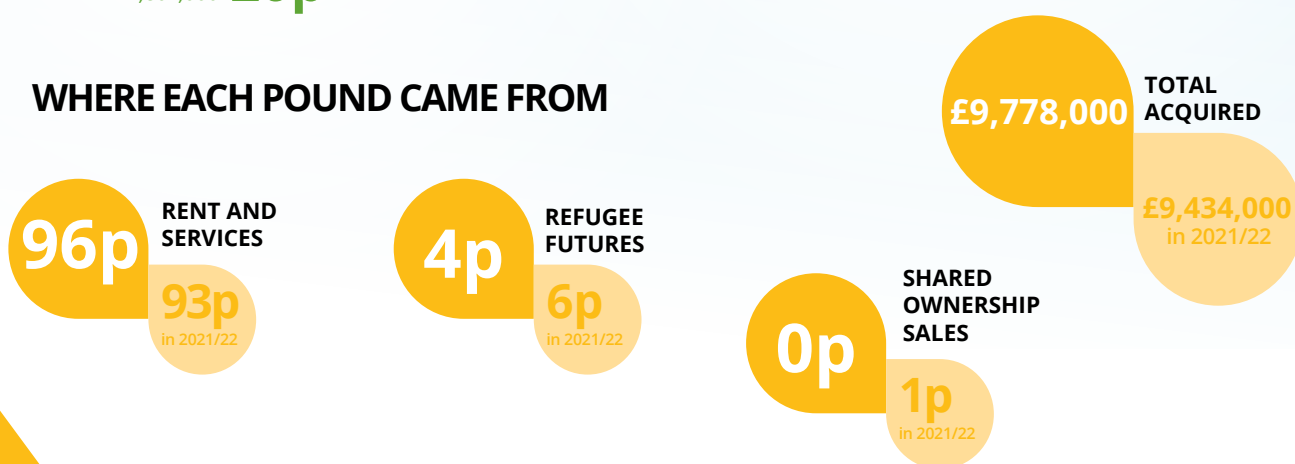 WHERE EACH POUND CAME FROM
£9,778,000
TOTAL
ACQUIRED
£9,434,000
in 2021/22
96p
RENT AND
SERVICES
93p
in 2021/22
4p
REFUGEE
FUTURES
6p
in 2021/22
0p
SHARED
OWNERSHIP
SALES
1p
in 2021/22